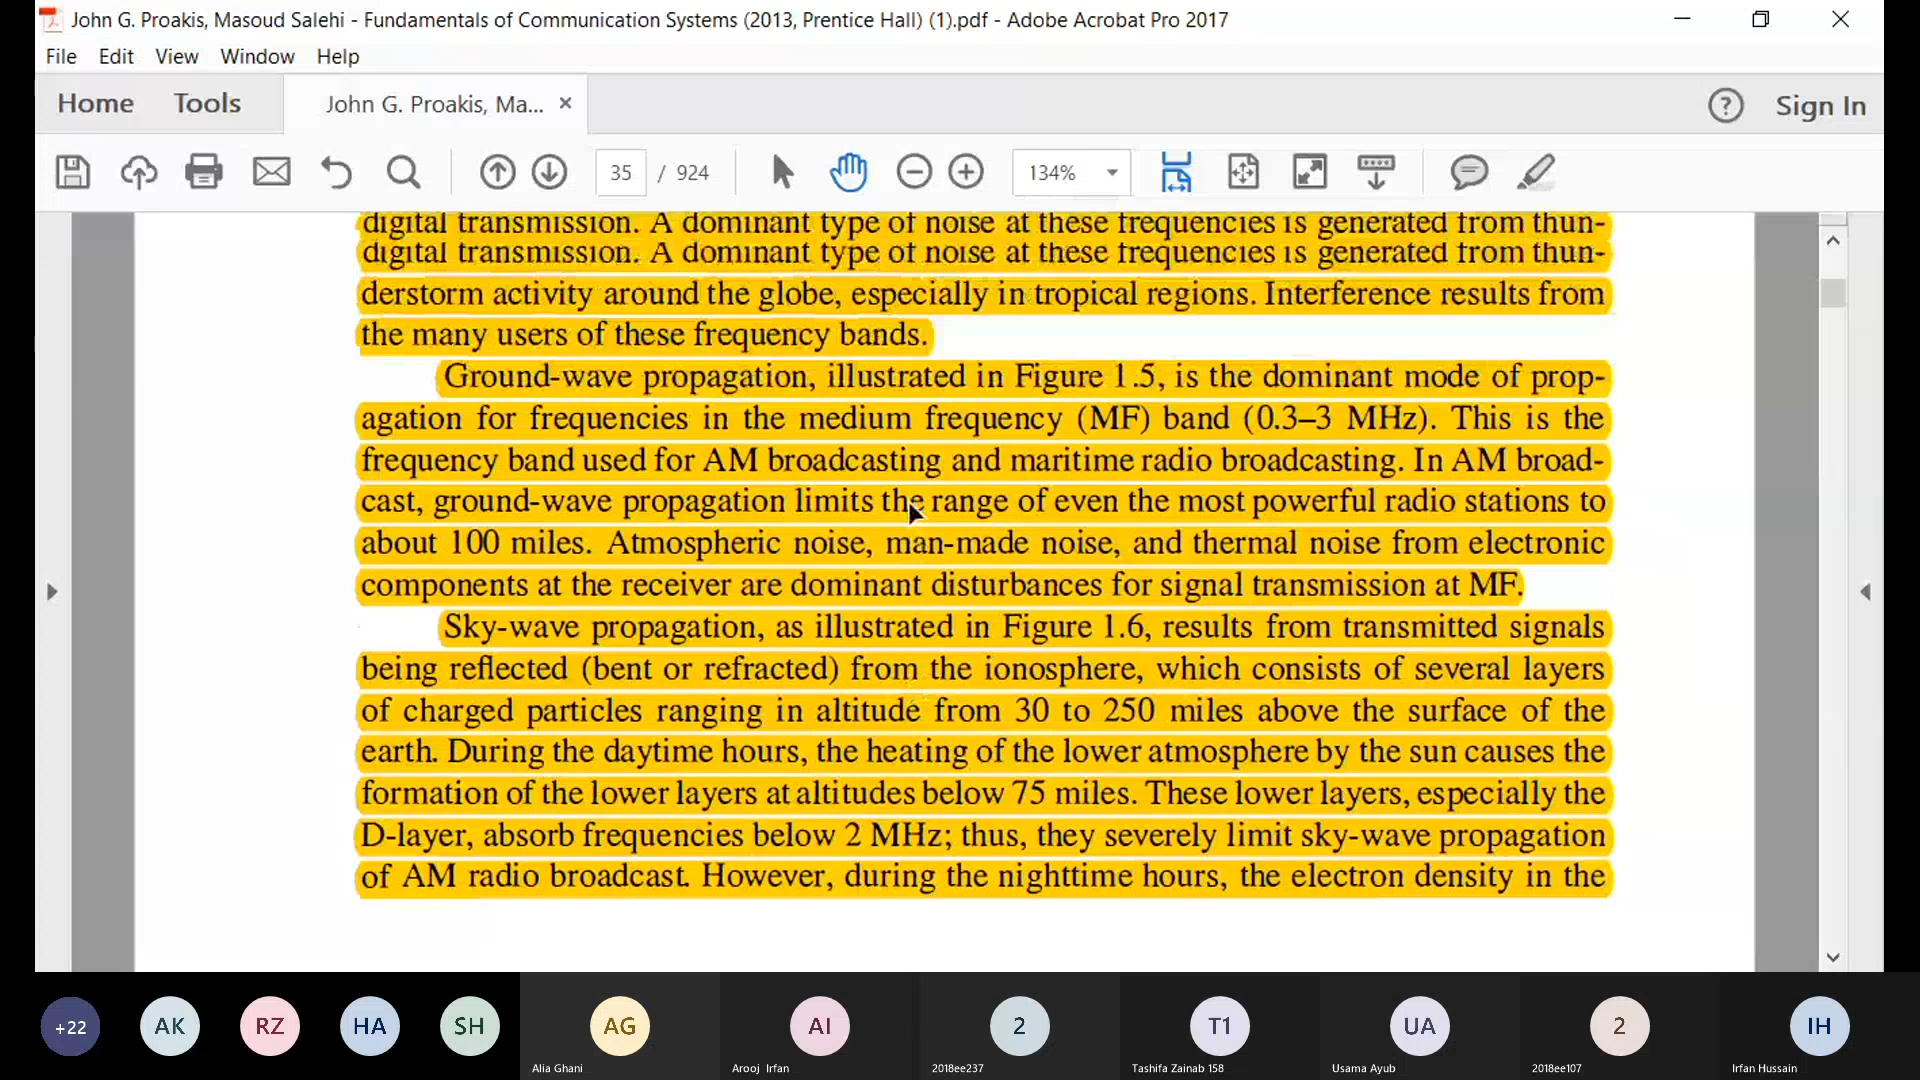 John G. Proakis, Masoud Salehi - Fundamentals of Communication Systems (2013, Prentice Hall) (1).pdf - Adobe Acrobat Pro 2017
File Edit View Window Help
Home Tools John G. Proakis, Ma... × ? Sign In
35 / 924 134%
digital transmission. A dominant type of noise at these frequencies is generated from thun-
digital transmission. A dominant type of noise at these frequencies is generated from thun-
derstorm activity around the globe, especially in tropical regions. Interference results from
the many users of these frequency bands.
Ground-wave propagation, illustrated in Figure 1.5, is the dominant mode of prop-
agation for frequencies in the medium frequency (MF) band (0.3–3 MHz). This is the
frequency band used for AM broadcasting and maritime radio broadcasting. In AM broad-
cast, ground-wave propagation limits the range of even the most powerful radio stations to
about 100 miles. Atmospheric noise, man-made noise, and thermal noise from electronic
components at the receiver are dominant disturbances for signal transmission at MF.
Sky-wave propagation, as illustrated in Figure 1.6, results from transmitted signals
being reflected (bent or refracted) from the ionosphere, which consists of several layers
of charged particles ranging in altitude from 30 to 250 miles above the surface of the
earth. During the daytime hours, the heating of the lower atmosphere by the sun causes the
formation of the lower layers at altitudes below 75 miles. These lower layers, especially the
D-layer, absorb frequencies below 2 MHz; thus, they severely limit sky-wave propagation
of AM radio broadcast. However, during the nighttime hours, the electron density in the
+22 AK RZ HA SH AG AI 2 T1 UA 2 IH
Alia Ghani Arooj Irfan 2018ee237 Tashifa Zainab 158 Usama Ayub 2018ee107 Irfan Hussain